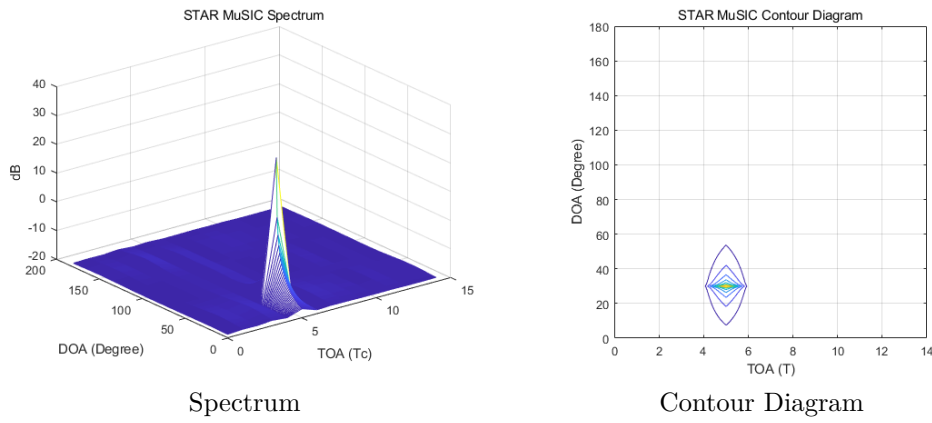 STAR MuSIC Spectrum
40
30
20
10
0
-10
-20
dB
200
150
100
50
0
DOA (Degree)
0
5
10
15
TOA (Tc)
Spectrum
STAR MuSIC Contour Diagram
180
160
140
120
100
80
60
40
20
0
DOA (Degree)
0 2 4 6 8 10 12 14
TOA (T)
Contour Diagram